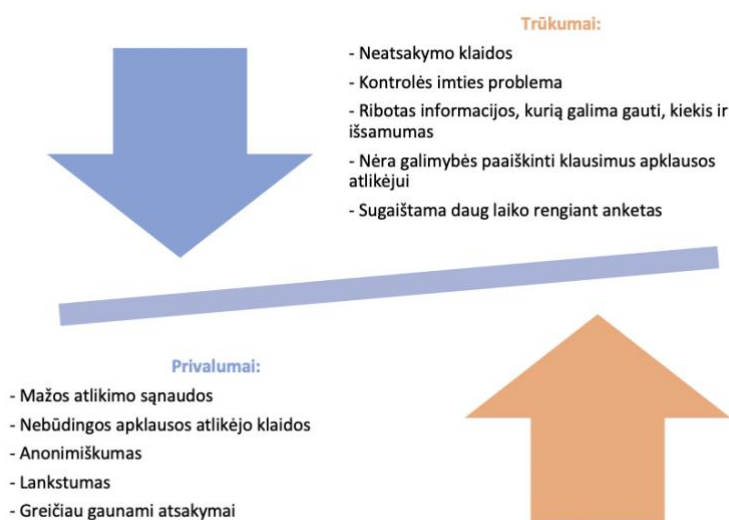 Trūkumai:
- Neatsakymo klaidos
- Kontrolės imties problema
- Ribotas informacijos, kurią galima gauti, kiekis ir
išsamumas
- Nėra galimybės paaiškinti klausimus apklausos
atlikėjui
- Sugaištama daug laiko rengiant anketas
Privalumai:
- Mažos atlikimo sąnaudos
- Nebūdingos apklausos atlikėjo klaidos
- Anonimiškumas
- Lankstumas
- Greičiau gaunami atsakymai